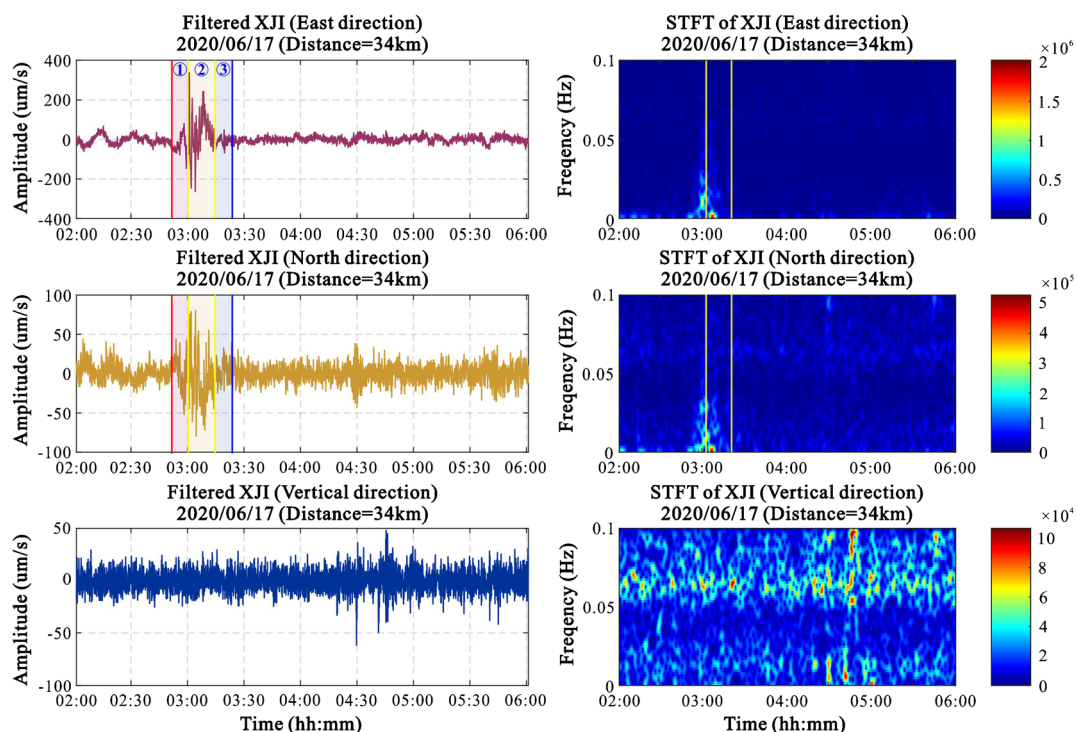 Filtered XJI (East direction)
2020/06/17 (Distance=34km)
Amplitude (um/s)
400
200
0
-200
-400
① ② ③
02:00 02:30 03:00 03:30 04:00 04:30 05:00 05:30 06:00
STFT of XJI (East direction)
2020/06/17 (Distance=34km)
Freqency (Hz)
0.1
0.05
0
02:00 03:00 04:00 05:00 06:00
×10⁶
2
1.5
1
0.5
0
Filtered XJI (North direction)
2020/06/17 (Distance=34km)
Amplitude (um/s)
100
50
0
-50
-100
02:00 02:30 03:00 03:30 04:00 04:30 05:00 05:30 06:00
STFT of XJI (North direction)
2020/06/17 (Distance=34km)
Freqency (Hz)
0.1
0.05
0
02:00 03:00 04:00 05:00 06:00
×10⁵
5
4
3
2
1
0
Filtered XJI (Vertical direction)
2020/06/17 (Distance=34km)
Amplitude (um/s)
50
0
-50
-100
02:00 02:30 03:00 03:30 04:00 04:30 05:00 05:30 06:00
Time (hh:mm)
STFT of XJI (Vertical direction)
2020/06/17 (Distance=34km)
Freqency (Hz)
0.1
0.05
0
02:00 03:00 04:00 05:00 06:00
Time (hh:mm)
×10⁴
10
8
6
4
2
0